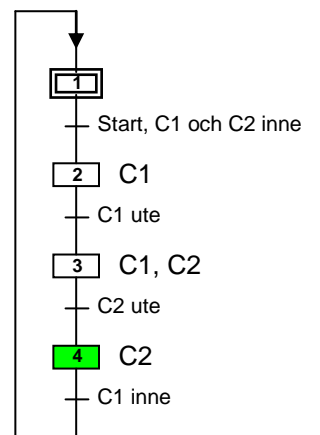 1
Start, C1 och C2 inne
2 C1
C1 ute
3 C1, C2
C2 ute
4 C2
C1 inne